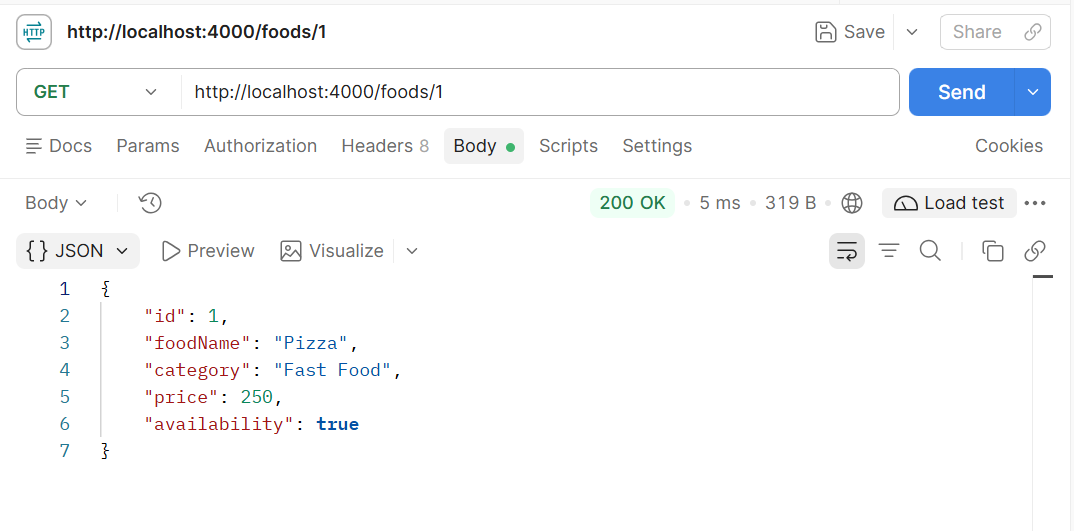 HTTP http://localhost:4000/foods/1 Save Share
GET http://localhost:4000/foods/1 Send
Docs Params Authorization Headers 8 Body Scripts Settings Cookies
Body 200 OK 5 ms 319 B Load test
{} JSON Preview Visualize
1 {
2 "id": 1,
3 "foodName": "Pizza",
4 "category": "Fast Food",
5 "price": 250,
6 "availability": true
7 }